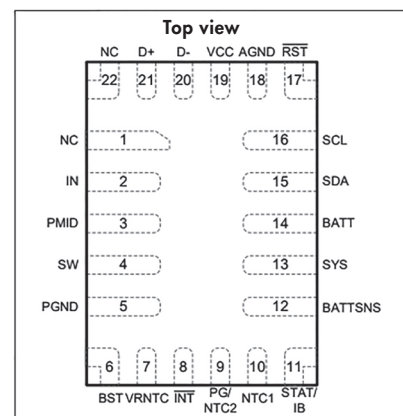 Top view
NC D+ D- VCC AGND RST
22 21 20 19 18 17
NC 1 16 SCL
IN 2 15 SDA
PMID 3 14 BATT
SW 4 13 SYS
PGND 5 12 BATTSNS
6 7 8 9 10 11
BST VRNTC INT PG/ NTC1 STAT/
NTC2 IB